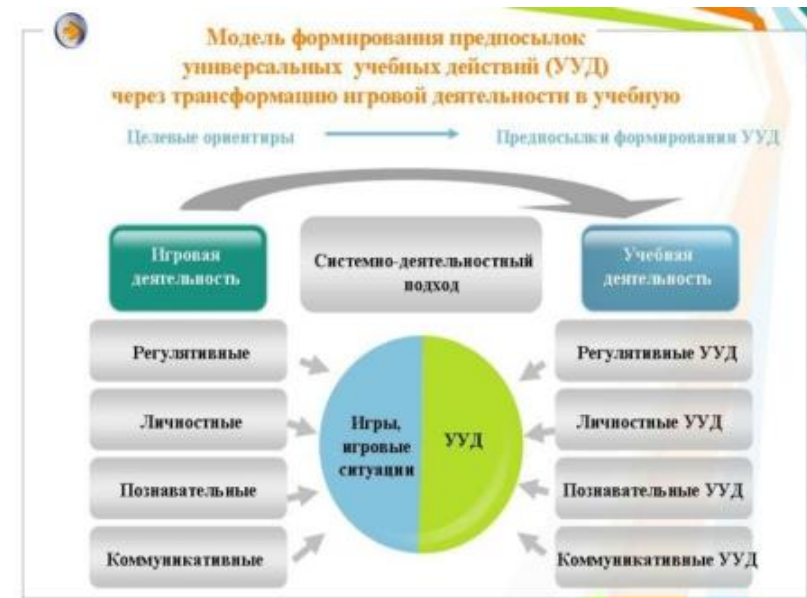 Модель формирования предпосылок
универсальных учебных действий (УУД)
через трансформацию игровой деятельности в учебную
Целевые ориентиры
Предпосылки формирования УУД
Игровая
деятельность
Системно-деятельностный
подход
Учебная
деятельность
Регулятивные
Личностные
Познавательные
Коммуникативные
Игры,
игровые
ситуации
УУД
Регулятивные УУД
Личностные УУД
Познавательные УУД
Коммуникативные УУД